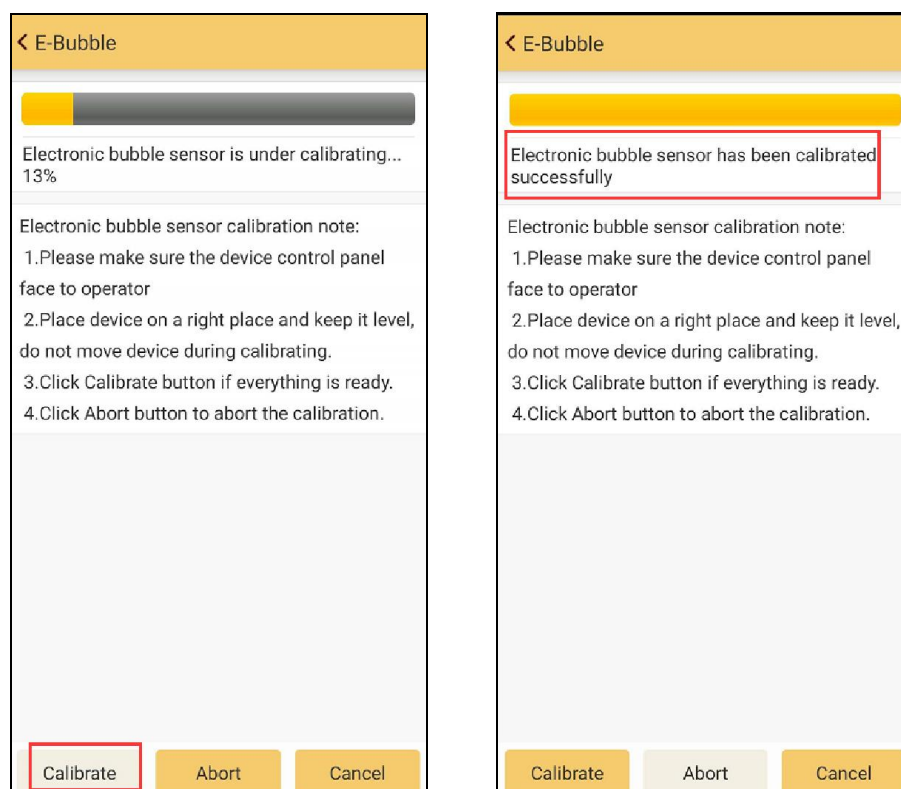 E-Bubble
Electronic bubble sensor is under calibrating...
13%
Electronic bubble sensor calibration note:
1.Please make sure the device control panel
face to operator
2.Place device on a right place and keep it level,
do not move device during calibrating.
3.Click Calibrate button if everything is ready.
4.Click Abort button to abort the calibration.
Calibrate Abort Cancel
E-Bubble
Electronic bubble sensor has been calibrated
successfully
Electronic bubble sensor calibration note:
1.Please make sure the device control panel
face to operator
2.Place device on a right place and keep it level,
do not move device during calibrating.
3.Click Calibrate button if everything is ready.
4.Click Abort button to abort the calibration.
Calibrate Abort Cancel